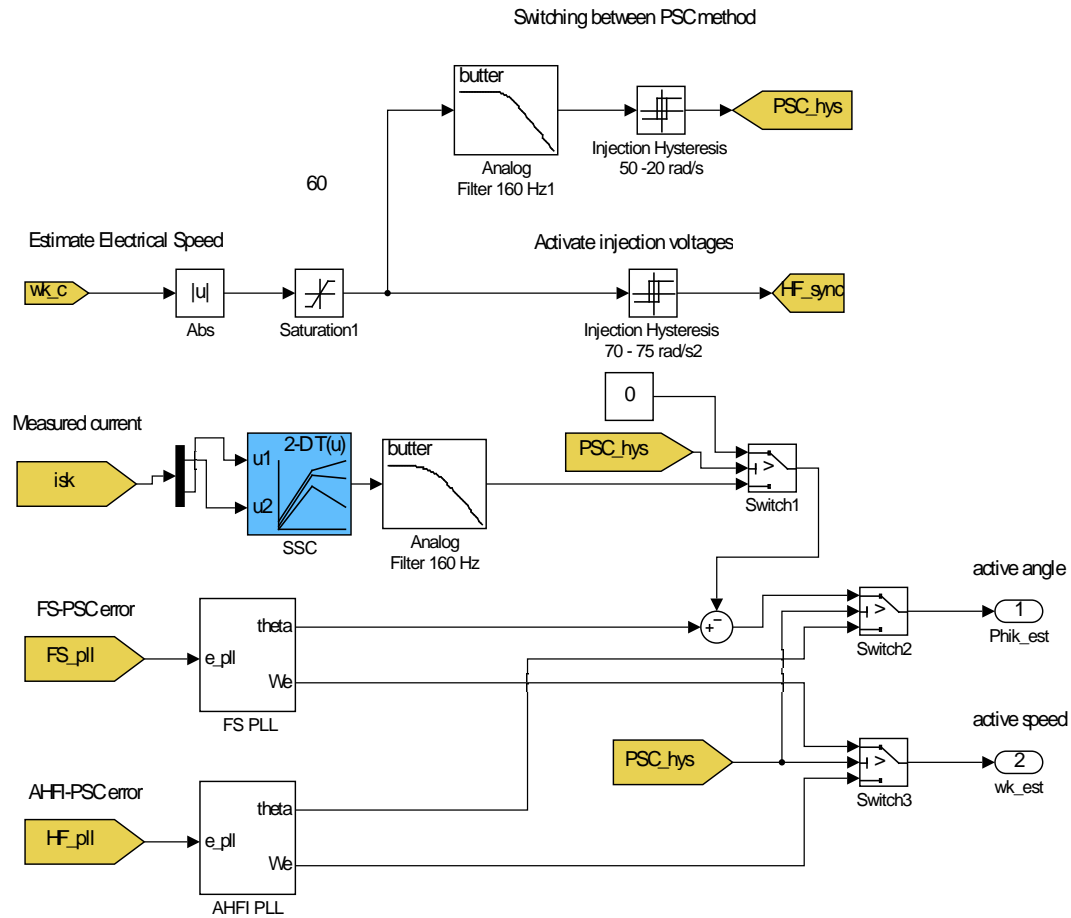 Switching between PSC method
butter
Analog
Filter 160 Hz1
Injection Hysteresis
50 -20 rad/s
PSC_hys
60
Estimate Electrical Speed
wk_c
|u|
Abs
Saturation1
Activate injection voltages
Injection Hysteresis
70 - 75 rad/s2
HF_sync
Measured current
isk
2-D T(u)
u1
u2
SSC
butter
Analog
Filter 160 Hz
0
PSC_hys
>
Switch1
FS-PSC error
FS_pll
e_pll
theta
We
FS PLL
+
−
>
Switch2
active angle
1
Phik_est
PSC_hys
>
Switch3
active speed
2
wk_est
AHFI-PSC error
HF_pll
e_pll
theta
We
AHFI PLL